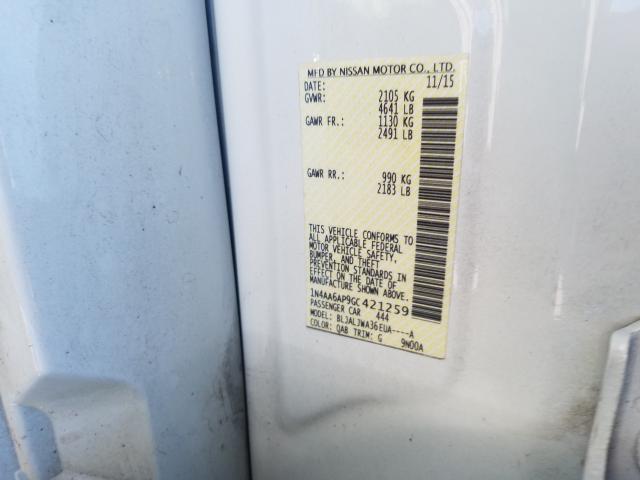 MFD BY NISSAN MOTOR CO., LTD.
DATE: 11/15
GVWR: 2105 KG
4641 LB
GAWR FR.: 1130 KG
2491 LB
GAWR RR.: 990 KG
2183 LB
THIS VEHICLE CONFORMS TO
ALL APPLICABLE FEDERAL
MOTOR VEHICLE SAFETY,
BUMPER, AND THEFT
PREVENTION STANDARDS IN
EFFECT ON THE DATE OF
MANUFACTURE SHOWN ABOVE.
1N4AA6AP9GC421259
PASSENGER CAR 444
MODEL: BLJALJWA36EUA----A
COLOR: QAB TRIM: G 9N00A